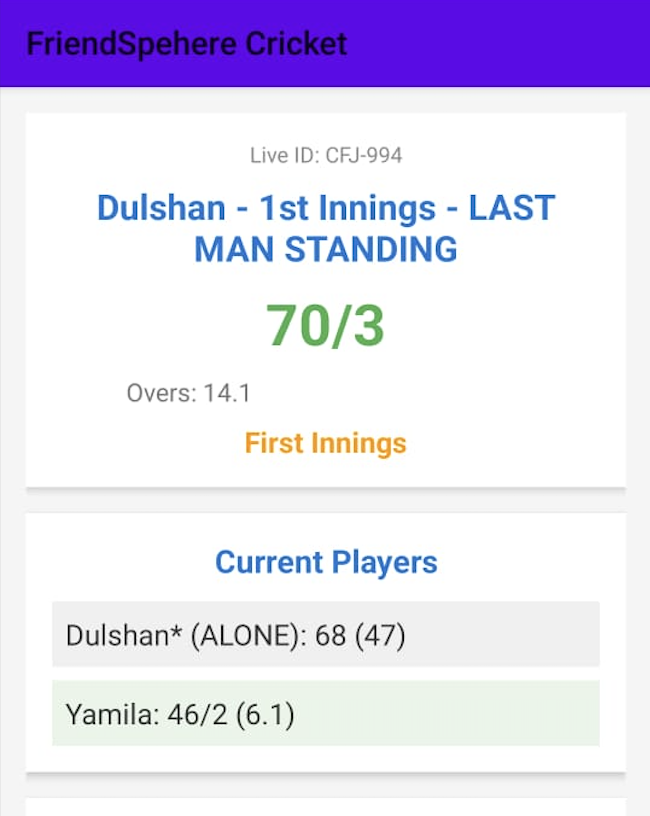 FriendSpehere Cricket
Live ID: CFJ-994
Dulshan - 1st Innings - LAST
MAN STANDING
70/3
Overs: 14.1
First Innings
Current Players
Dulshan* (ALONE): 68 (47)
Yamila: 46/2 (6.1)